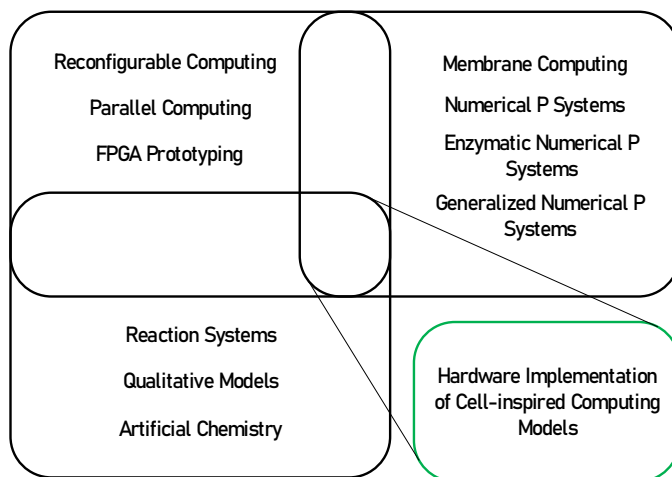 Reconfigurable Computing
Parallel Computing
FPGA Prototyping
Membrane Computing
Numerical P Systems
Enzymatic Numerical P
Systems
Generalized Numerical P
Systems
Reaction Systems
Qualitative Models
Artificial Chemistry
Hardware Implementation
of Cell-inspired Computing
Models